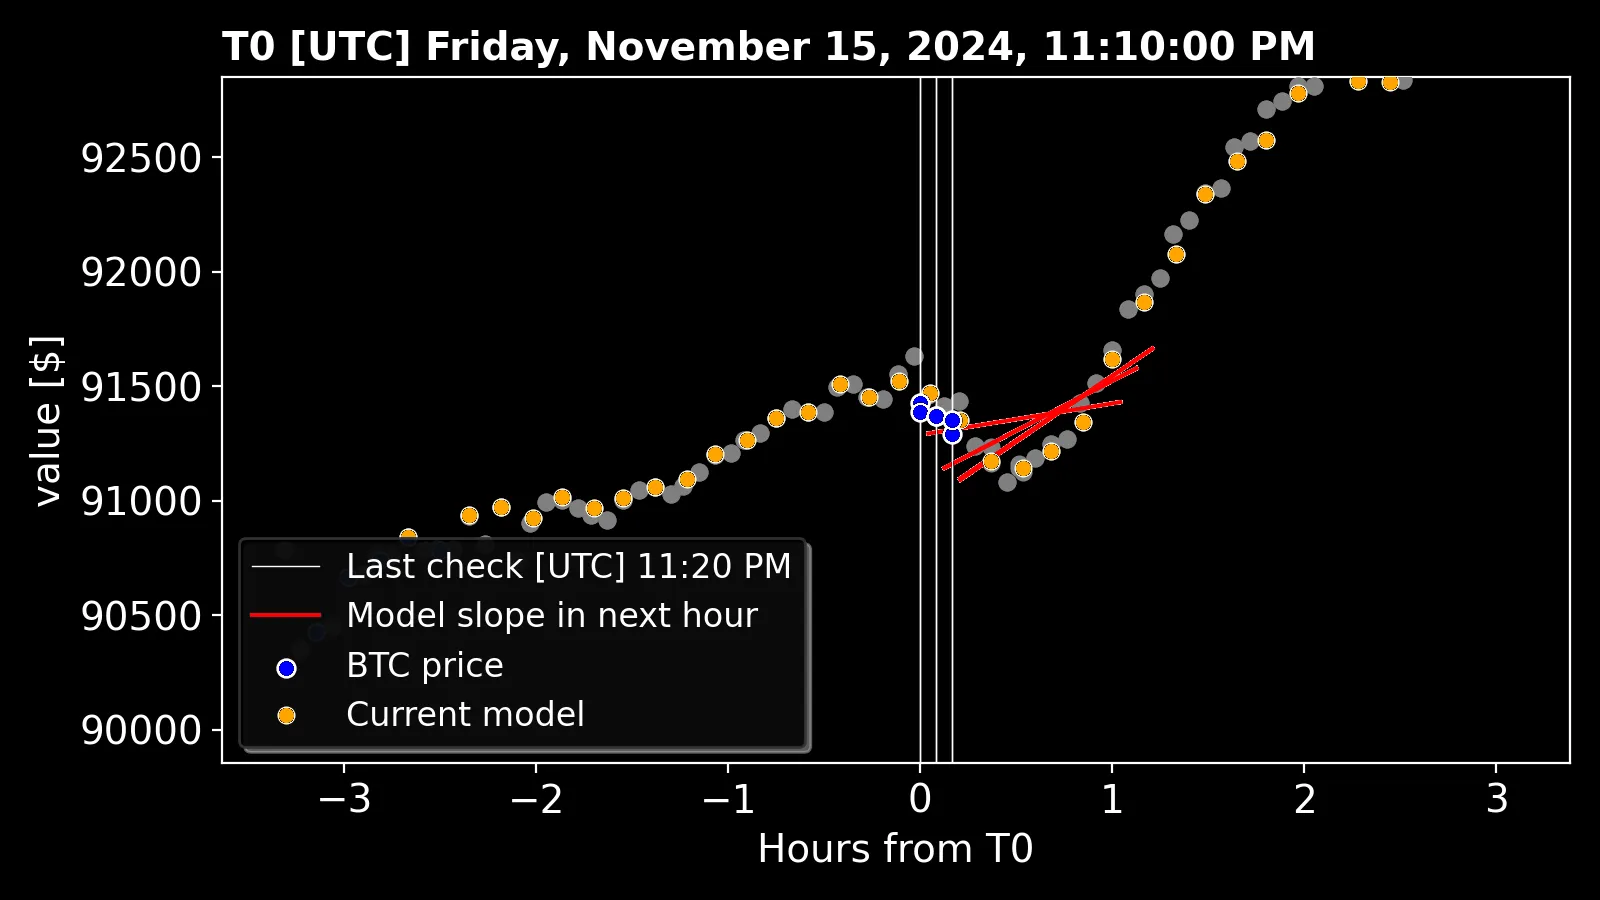 T0 [UTC] Friday, November 15, 2024, 11:10:00 PM
value [$]
92500
92000
91500
91000
90500
90000
Last check [UTC] 11:20 PM
Model slope in next hour
BTC price
Current model
−3 −2 −1 0 1 2 3
Hours from T0